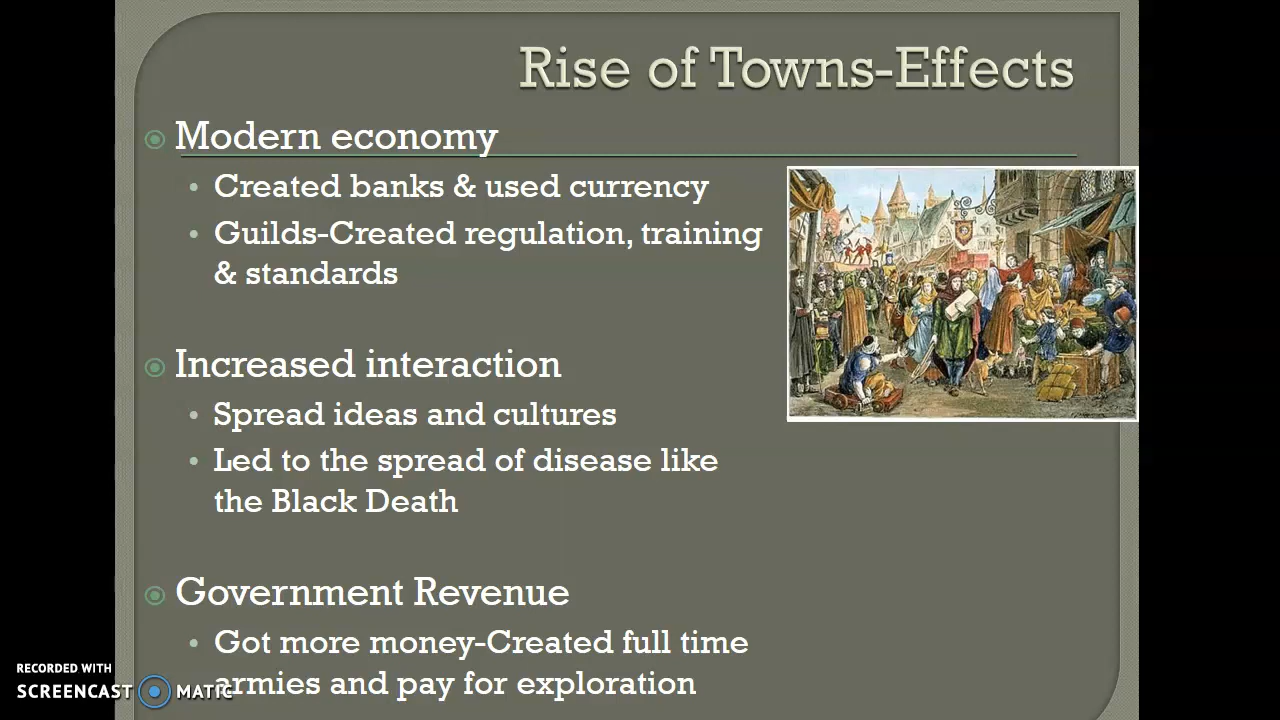 Rise of Towns-Effects
Modern economy
Created banks & used currency
Guilds-Created regulation, training
& standards
Increased interaction
Spread ideas and cultures
Led to the spread of disease like
the Black Death
Government Revenue
Got more money-Created full time
armies and pay for exploration
RECORDED WITH
SCREENCAST MATIC